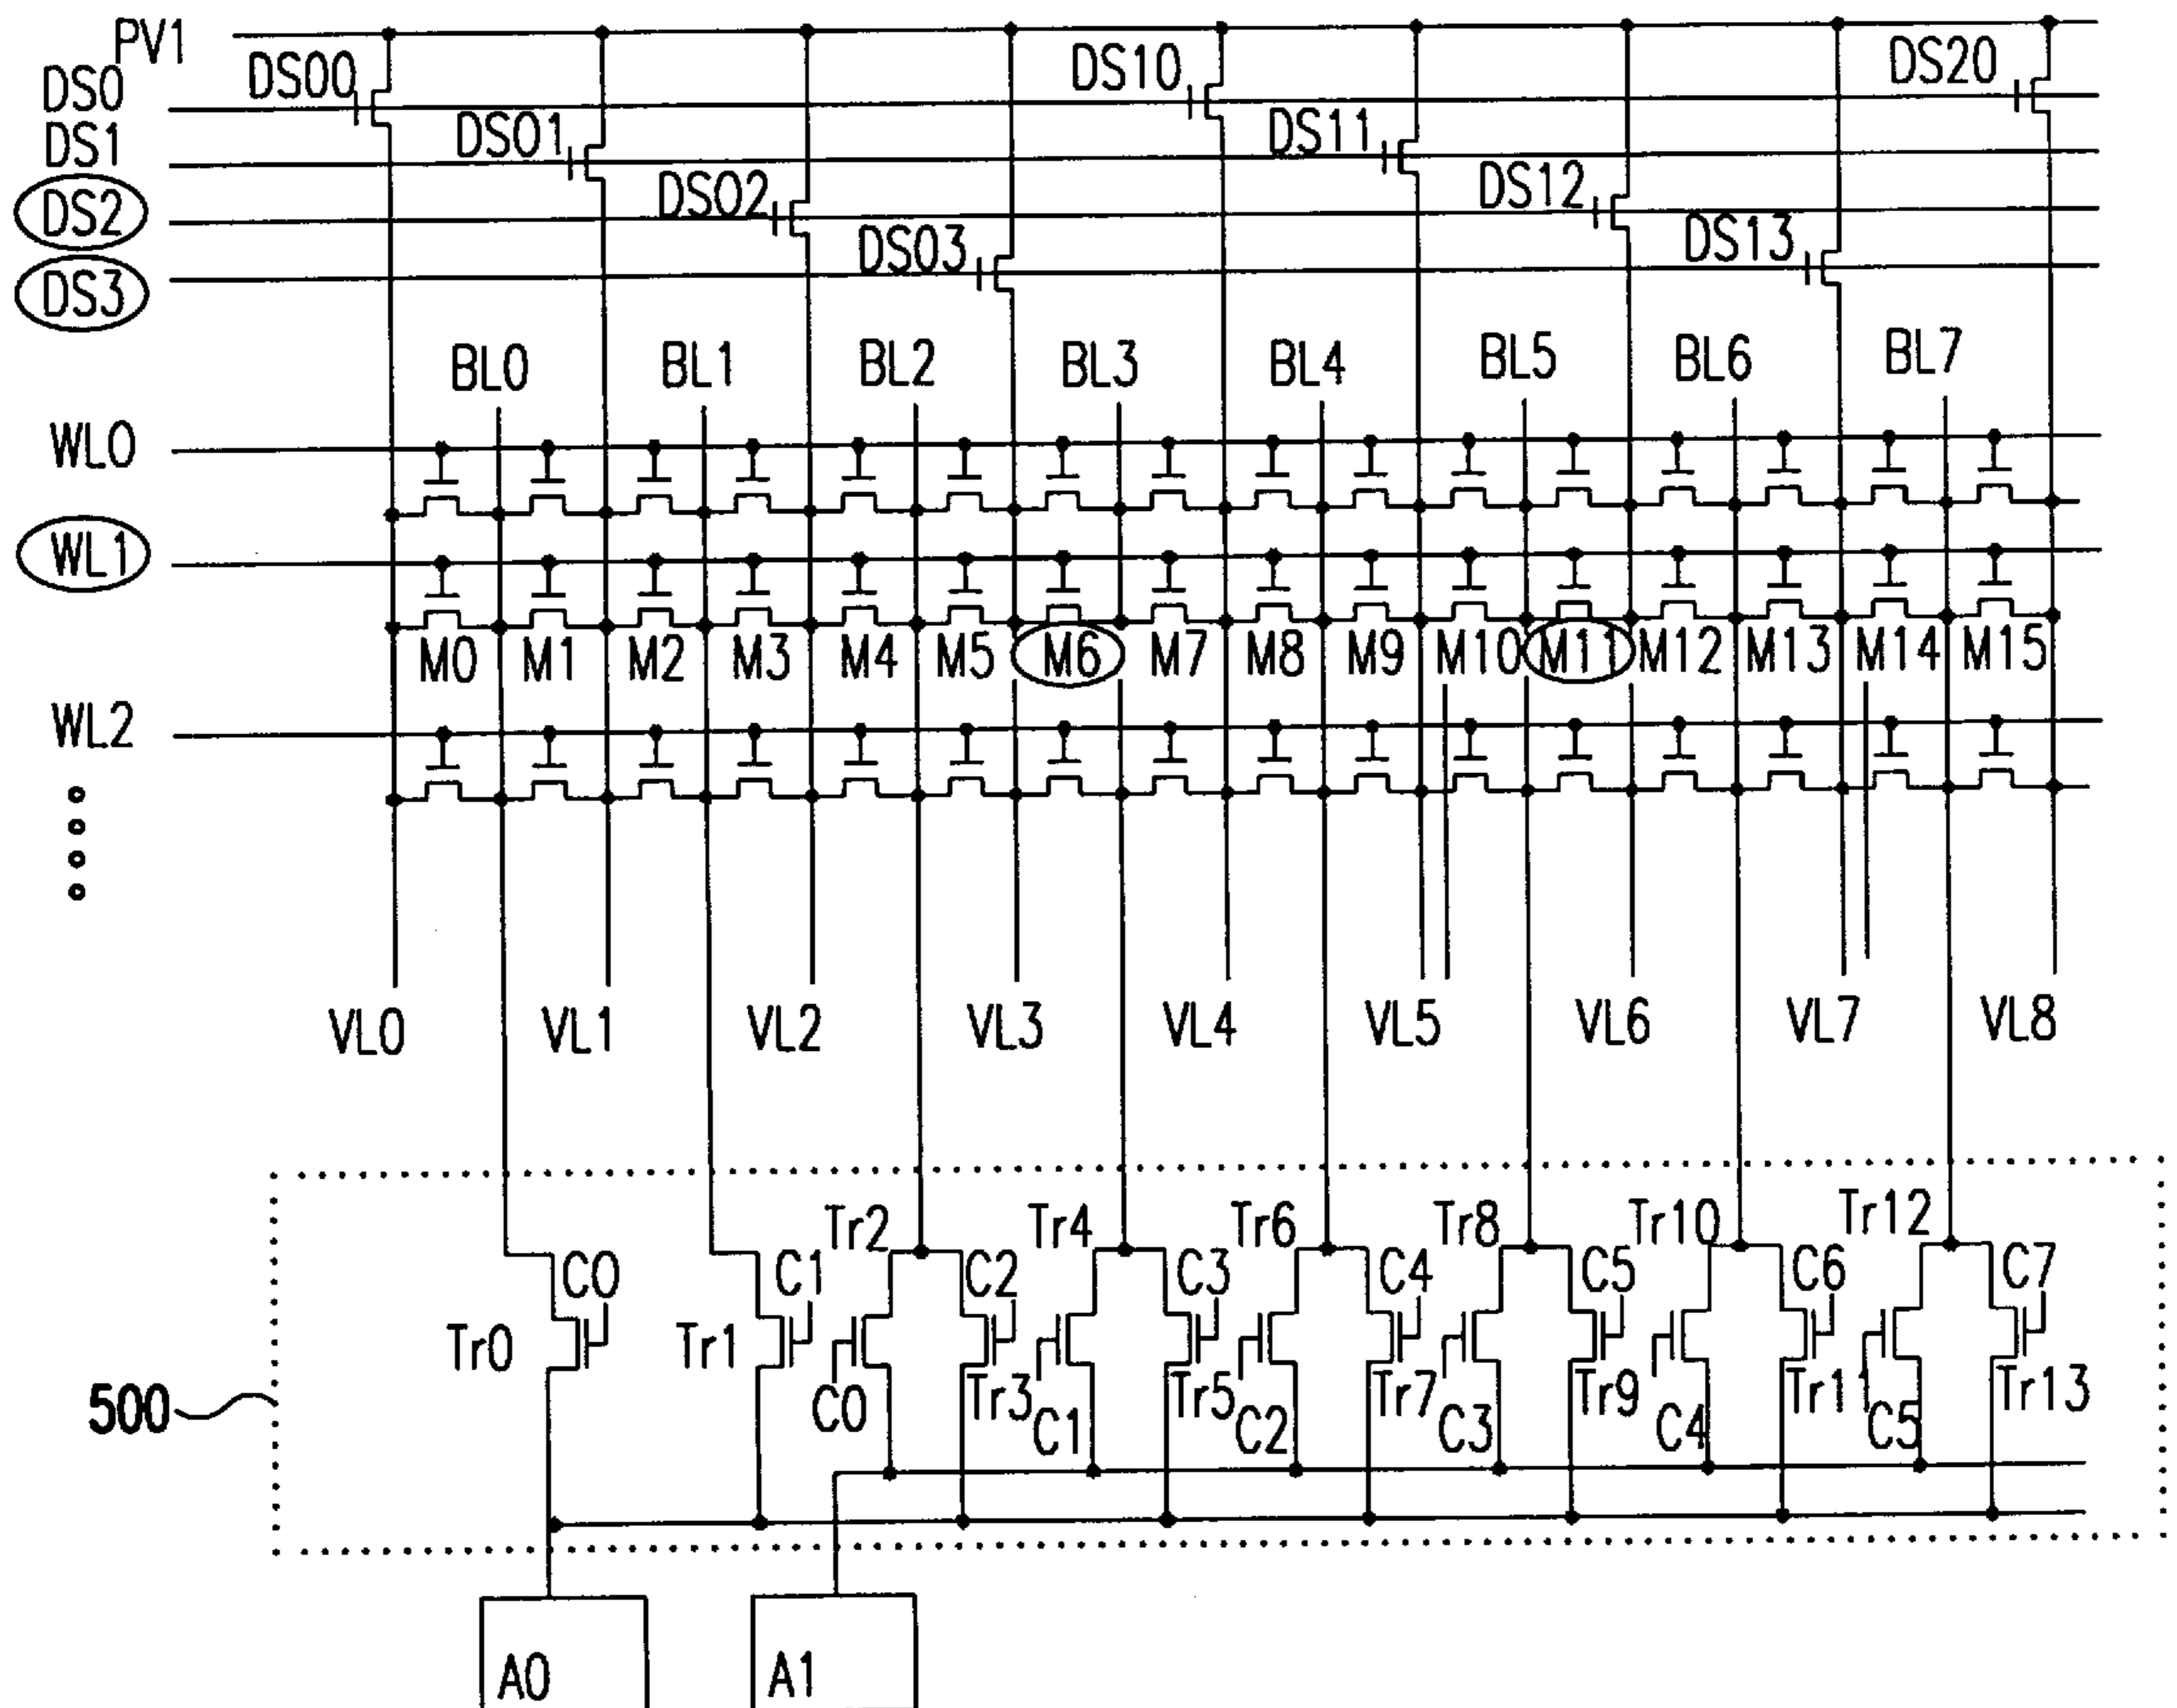 PV1
DS0 DS00 DS10 DS20
DS1 DS01 DS11
DS2 DS02 DS12
DS3 DS03 DS13
BL0 BL1 BL2 BL3 BL4 BL5 BL6 BL7
WL0
WL1
M0 M1 M2 M3 M4 M5 M6 M7 M8 M9 M10 M11 M12 M13 M14 M15
WL2
VL0 VL1 VL2 VL3 VL4 VL5 VL6 VL7 VL8
Tr2 Tr4 Tr6 Tr8 Tr10 Tr12
C0 C1 C2 C3 C4 C5 C6 C7
Tr0 Tr1
Tr3 Tr5 Tr7 Tr9 Tr11 Tr13
500 C0 C1 C2 C3 C4 C5
A0 A1